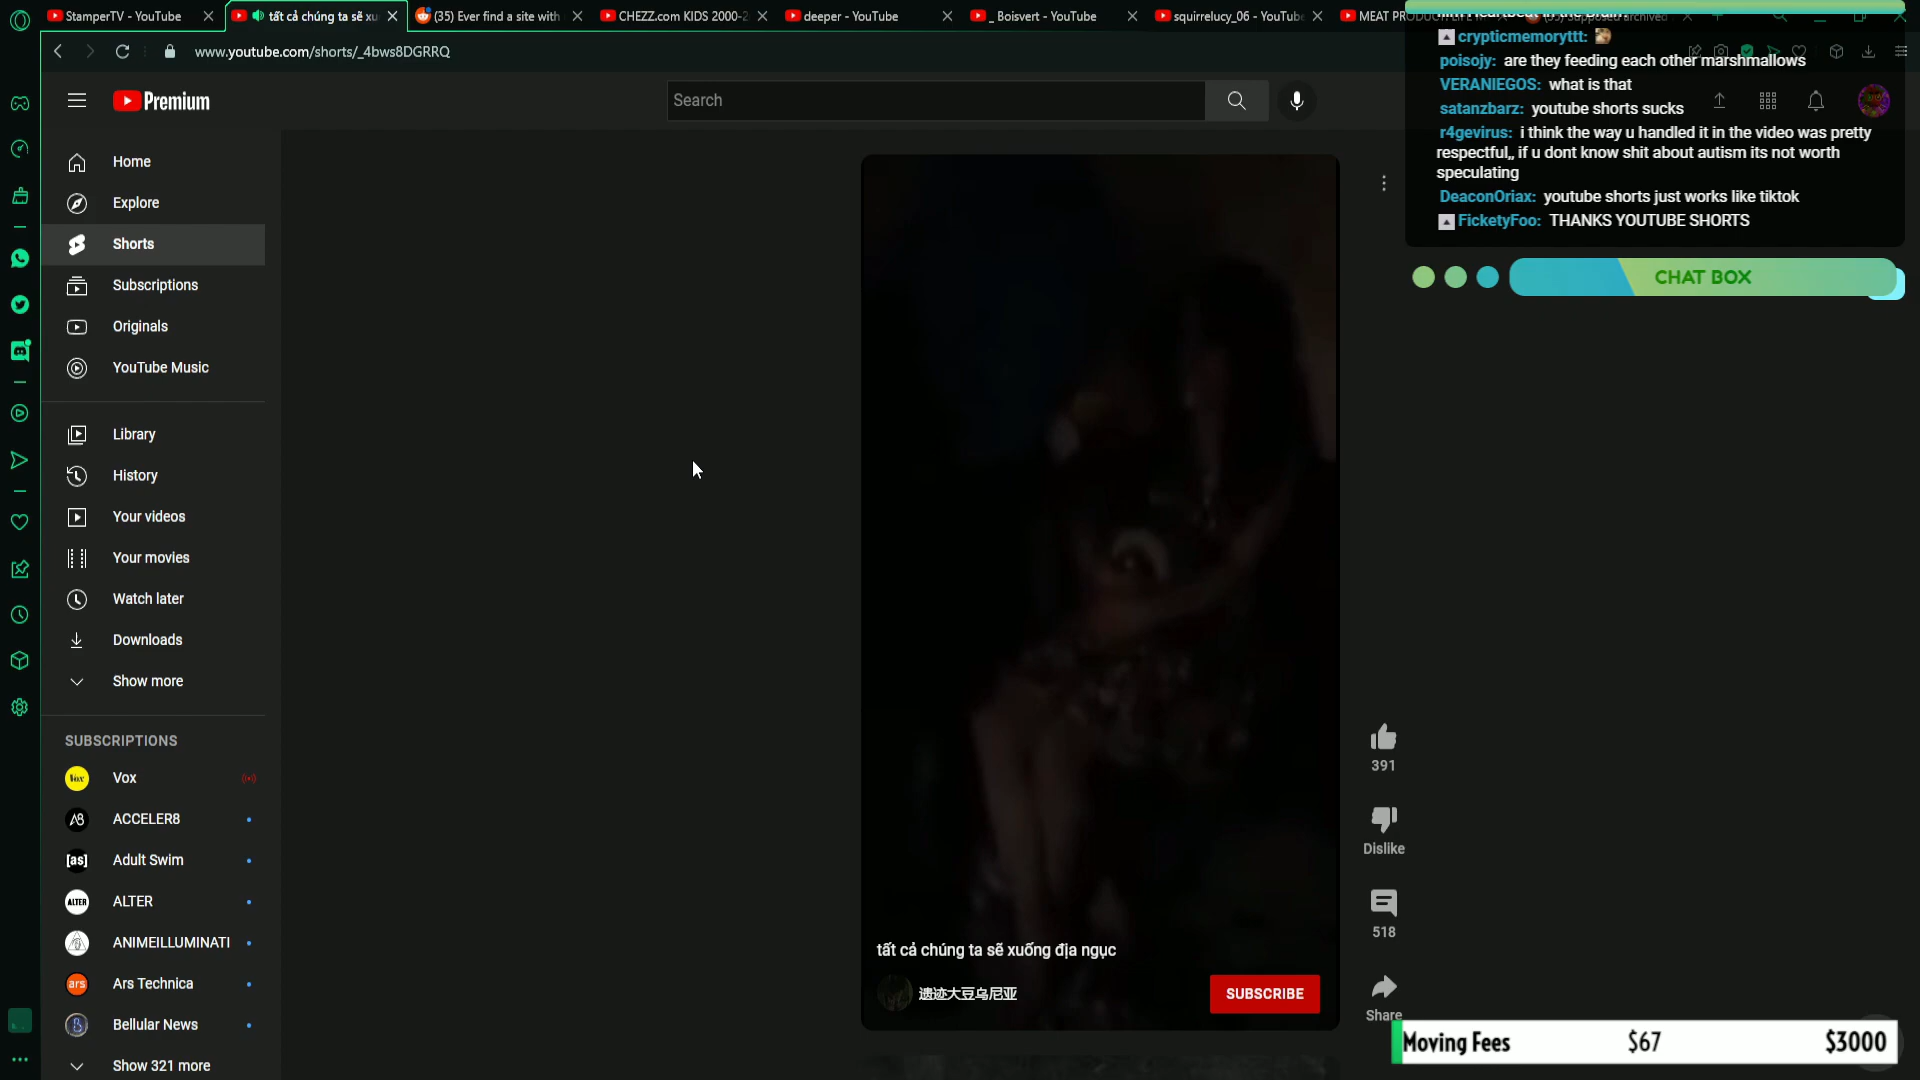 StamperTV - YouTube
tất cả chúng ta sẽ xu
(35) Ever find a site with
CHEZZ.com KIDS 2000-2
deeper - YouTube
_ Boisvert - YouTube
squirrelucy_06 - YouTube
www.youtube.com/shorts/_4bws8DGRRQ
Premium
Search
Home
Explore
Shorts
Subscriptions
Originals
YouTube Music
Library
History
Your videos
Your movies
Watch later
Downloads
Show more
SUBSCRIPTIONS
Vox
ACCELER8
Adult Swim
ALTER
ANIMEILLUMINATI
Ars Technica
Bellular News
Show 321 more
tất cả chúng ta sẽ xuống địa ngục
遗迹大豆乌尼亚
SUBSCRIBE
391
Dislike
518
Share
crypticmemoryttt:
poisojy: are they feeding each other marshmallows
VERANIEGOS: what is that
satanzbarz: youtube shorts sucks
r4gevirus: i think the way u handled it in the video was pretty
respectful,, if u dont know shit about autism its not worth
speculating
DeaconOriax: youtube shorts just works like tiktok
FicketyFoo: THANKS YOUTUBE SHORTS
CHAT BOX
Moving Fees $67 $3000